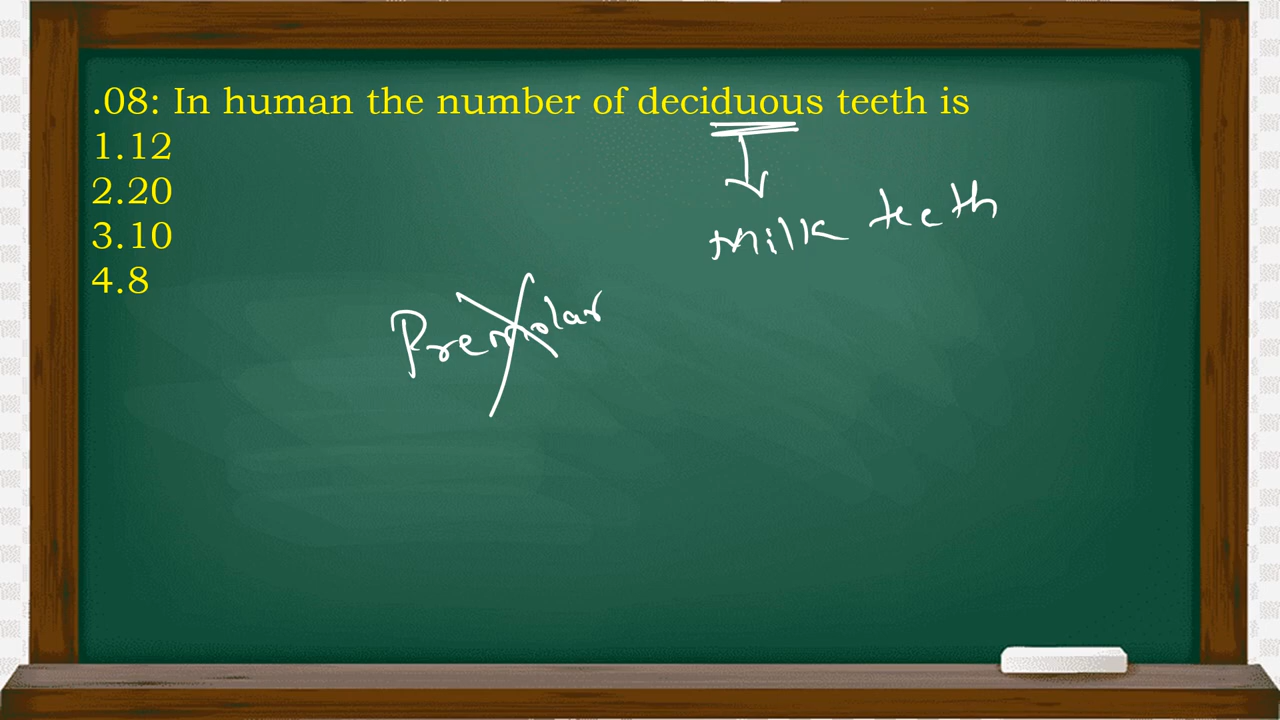 .08: In human the number of deciduous teeth is
1.12
2.20
3.10
4.8
Milk teeth
Premolar